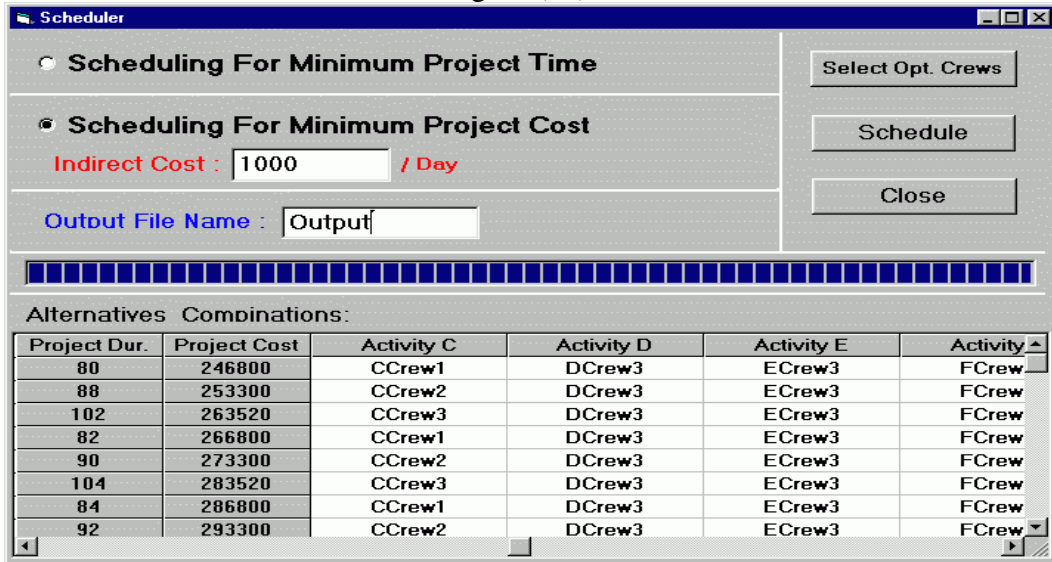 Scheduler
Scheduling For Minimum Project Time
Select Opt. Crews
Scheduling For Minimum Project Cost
Schedule
Indirect Cost : 1000 / Day
Close
Output File Name : Output
Alternatives Combinations:
Project Dur. Project Cost Activity C Activity D Activity E Activity
80 246800 CCrew1 DCrew3 ECrew3 FCrew
88 253300 CCrew2 DCrew3 ECrew3 FCrew
102 263520 CCrew3 DCrew3 ECrew3 FCrew
82 266800 CCrew1 DCrew3 ECrew3 FCrew
90 273300 CCrew2 DCrew3 ECrew3 FCrew
104 283520 CCrew3 DCrew3 ECrew3 FCrew
84 286800 CCrew1 DCrew3 ECrew3 FCrew
92 293300 CCrew2 DCrew3 ECrew3 FCrew